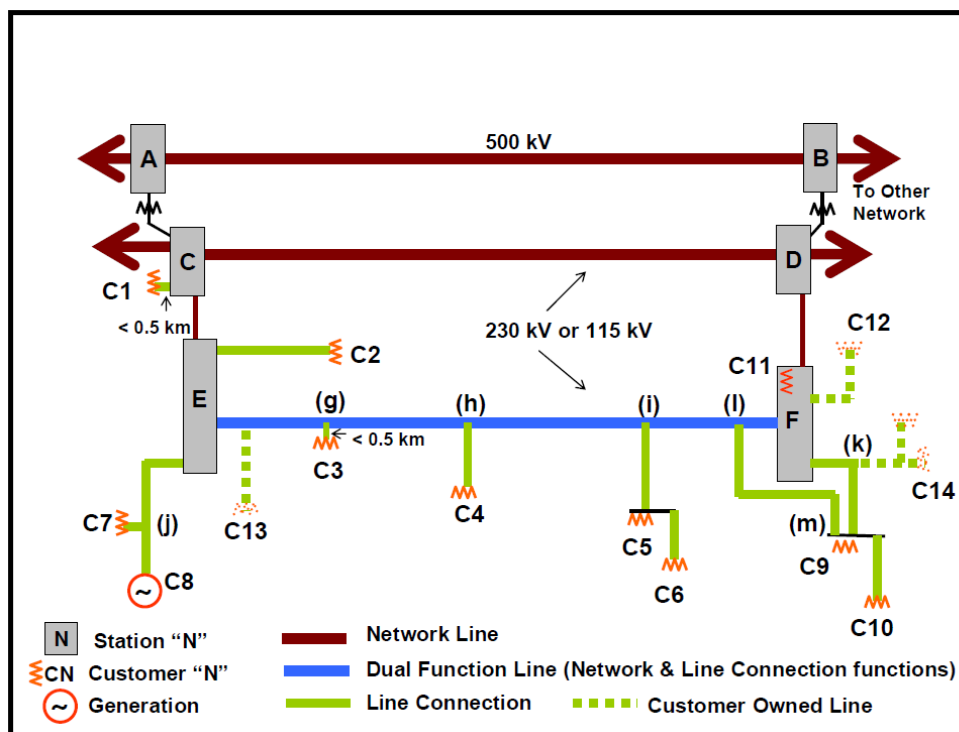 500 kV
A
B
To Other
Network
C
D
C1
< 0.5 km
230 kV or 115 kV
C12
C2
C11
E
(g)
(h)
(i)
(l)
F
< 0.5 km
(k)
C3
C14
C7
(j)
C13
C4
C5
(m)
C9
C8
~
C6
C10
N
Station “N”
Network Line
CN
Customer “N”
Dual Function Line (Network & Line Connection functions)
~
Generation
Line Connection
Customer Owned Line